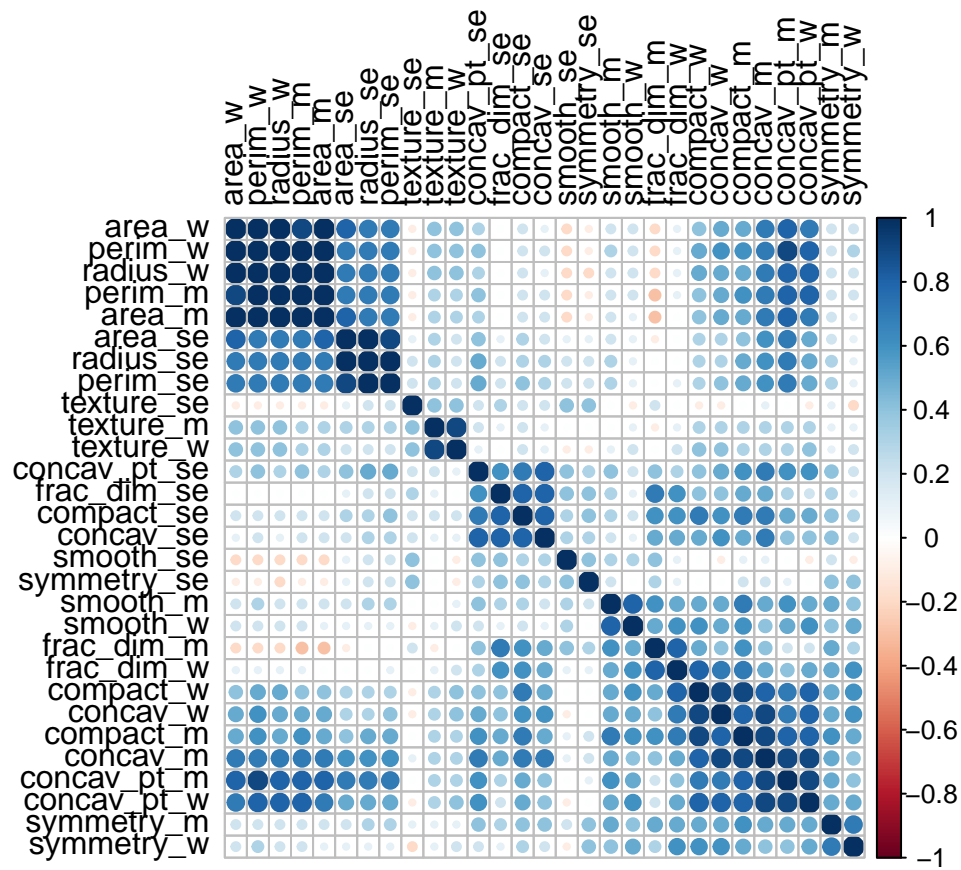 area_w
perim_w
radius_w
perim_m
area_m
area_se
radius_se
perim_se
texture_se
texture_m
texture_w
concav_pt_se
frac_dim_se
compact_se
concav_se
smooth_se
symmetry_se
smooth_m
smooth_w
frac_dim_m
frac_dim_w
compact_w
concav_w
compact_m
concav_m
concav_pt_m
concav_pt_w
symmetry_m
symmetry_w
area_w
perim_w
radius_w
perim_m
area_m
area_se
radius_se
perim_se
texture_se
texture_m
texture_w
concav_pt_se
frac_dim_se
compact_se
concav_se
smooth_se
symmetry_se
smooth_m
smooth_w
frac_dim_m
frac_dim_w
compact_w
concav_w
compact_m
concav_m
concav_pt_m
concav_pt_w
symmetry_m
symmetry_w
1
0.8
0.6
0.4
0.2
0
−0.2
−0.4
−0.6
−0.8
−1